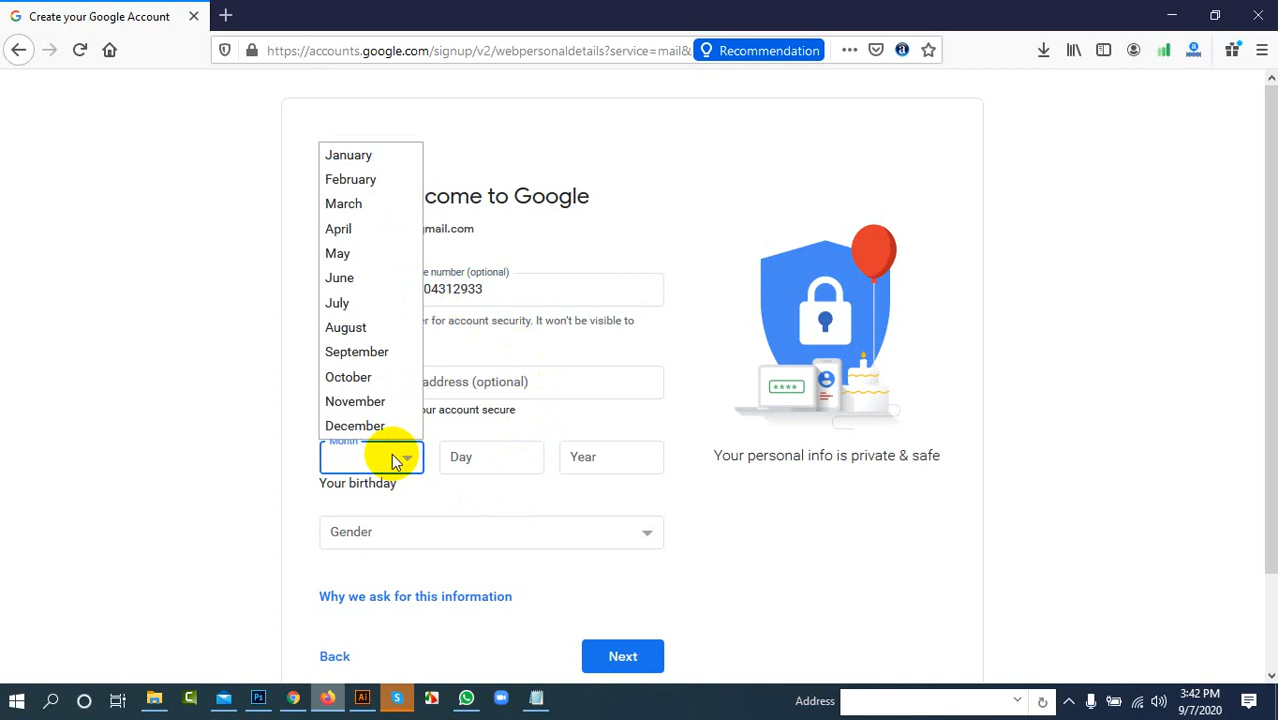 Create your Google Account
https://accounts.google.com/signup/v2/webpersonaldetails?service=mail&
Recommendation
January
February
March
April
May
June
July
August
September
October
November
December
come to Google
gmail.com
number (optional)
04312933
for account security. It won't be visible to
address (optional)
your account secure
Month
Day
Year
Your birthday
Gender
Why we ask for this information
Back
Next
****
Your personal info is private & safe
Address
3:42 PM
9/7/2020